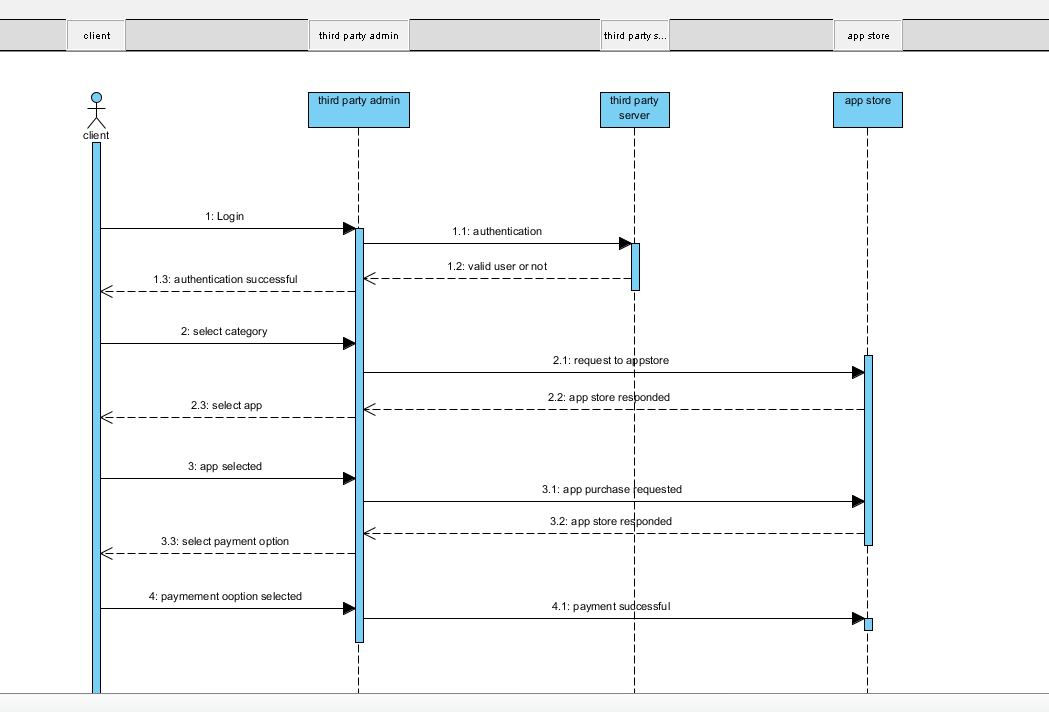 client
third party admin
third party s...
app store
third party admin
third party
server
app store
client
1: Login
1.1: authentication
1.2: valid user or not
1.3: authentication successful
2: select category
2.1: request to appstore
2.2: app store responded
2.3: select app
3: app selected
3.1: app purchase requested
3.2: app store responded
3.3: select payment option
4: paymement ooption selected
4.1: payment successful